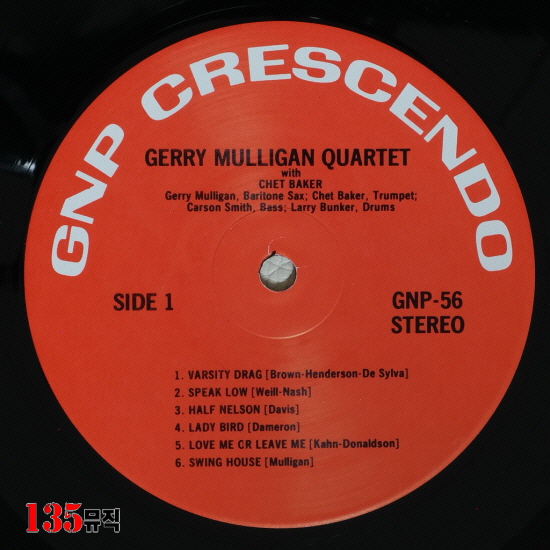 GNP CRESCENDO
GERRY MULLIGAN QUARTET
with
CHET BAKER
Gerry Mulligan, Baritone Sax; Chet Baker, Trumpet;
Carson Smith, Bass; Larry Bunker, Drums
SIDE 1
GNP-56
STEREO
1. VARSITY DRAG [Brown-Henderson-De Sylva]
2. SPEAK LOW [Weill-Nash]
3. HALF NELSON [Davis]
4. LADY BIRD [Dameron]
5. LOVE ME CR LEAVE ME [Kahn-Donaldson]
6. SWING HOUSE [Mulligan]
135뮤직